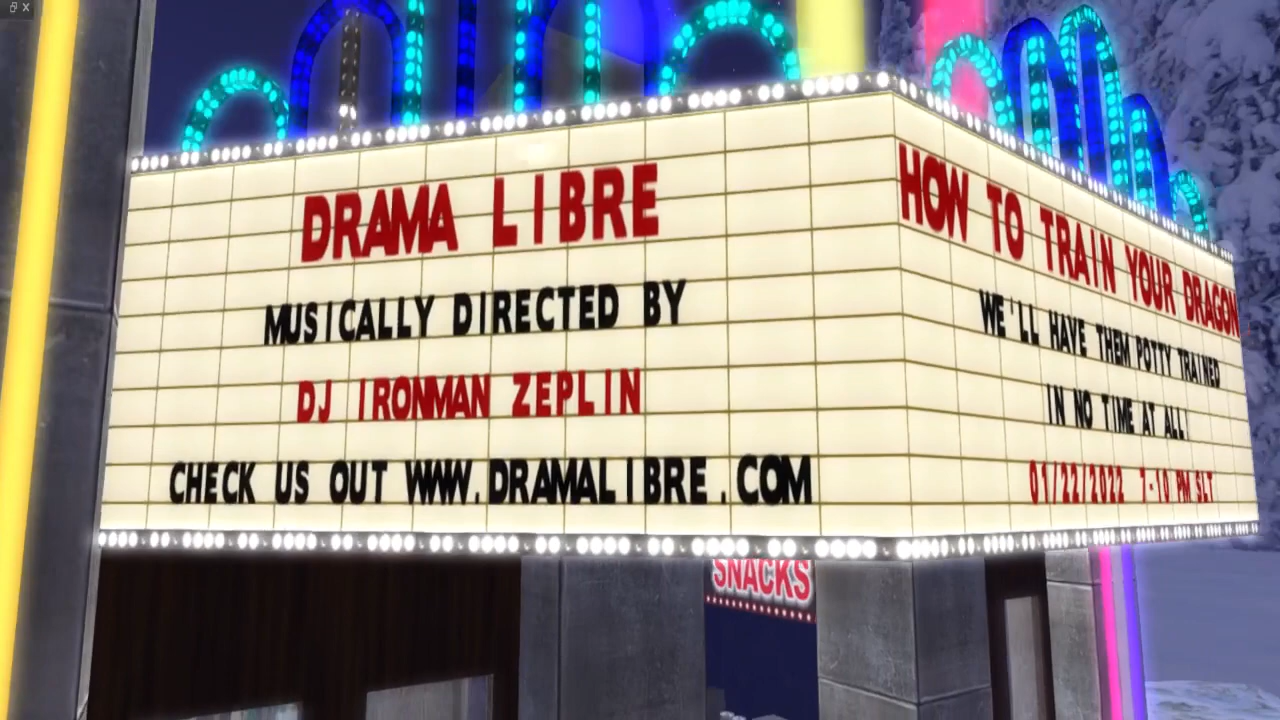 DRAMA LIBRE
MUSICALLY DIRECTED BY
DJ IRONMAN ZEPLIN
CHECK US OUT WWW.DRAMALIBRE.COM
HOW TO TRAIN YOUR DRAGON
WE'LL HAVE THEM POTTY TRAINED
IN NO TIME AT ALL!
01/22/2022 7-10 PM SLT
SNACKS